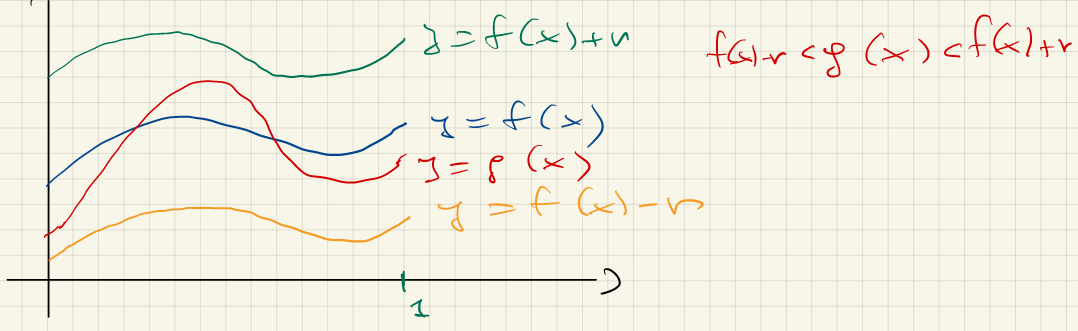 y = f(x)+r
f(x)-r < g(x) < f(x)+r
y = f(x)
y = g(x)
y = f(x)-r
1